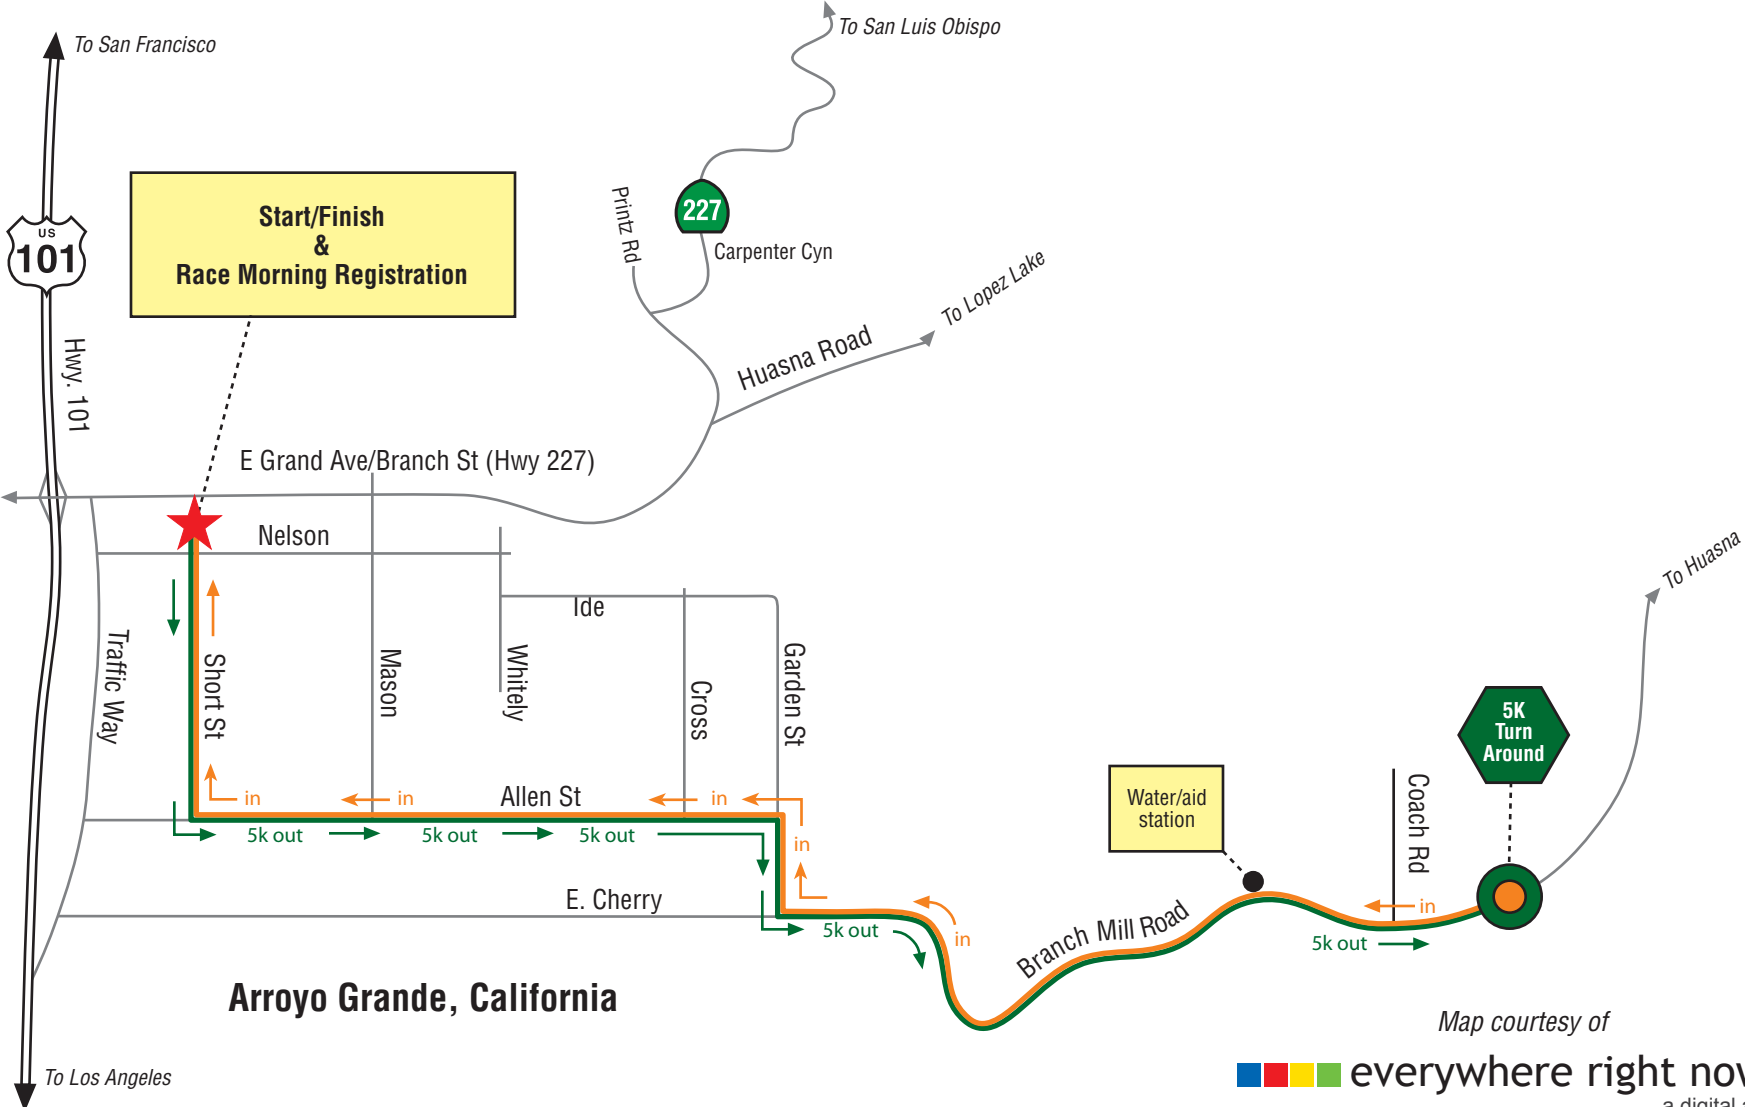 To San Francisco
To San Luis Obispo
US
101
Hwy. 101
Start/Finish
&
Race Morning Registration
Printz Rd
227
Carpenter Cyn
To Lopez Lake
Huasna Road
E Grand Ave/Branch St (Hwy 227)
Nelson
Ide
Traffic Way
Short St
Mason
Whitely
Cross
Garden St
To Huasna
5K
Turn
Around
Water/aid
station
Coach Rd
in
in
Allen St
in
5k out
5k out
5k out
in
E. Cherry
5k out
in
Branch Mill Road
in
5k out
Arroyo Grande, California
Map courtesy of
everywhere right now
a digital
To Los Angeles